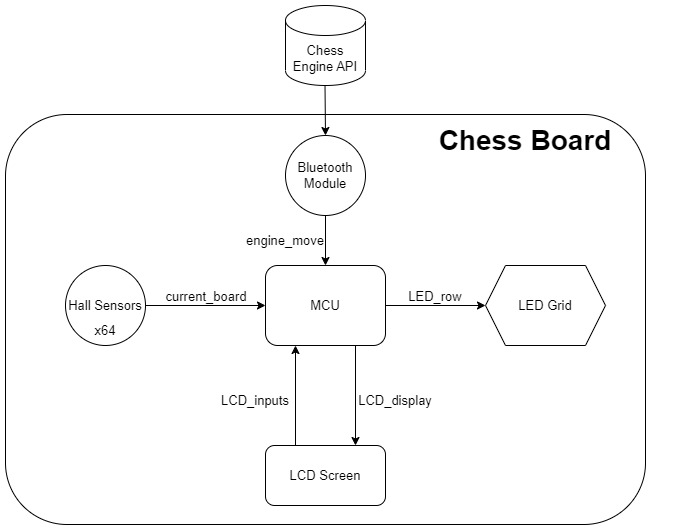 Chess
Engine API
Chess Board
Bluetooth
Module
engine_move
Hall Sensors
x64
current_board
MCU
LED_row
LED Grid
LCD_inputs
LCD_display
LCD Screen